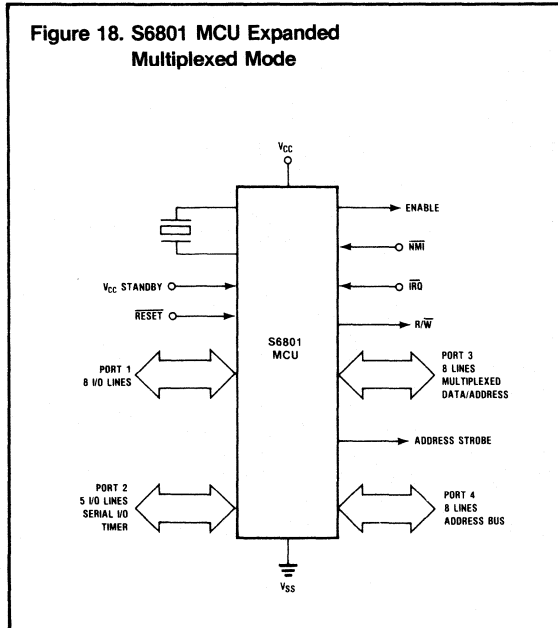 Figure 18. S6801 MCU Expanded
Multiplexed Mode
VCC
ENABLE
NMI
VCC STANDBY
IRQ
RESET
R/W
S6801
MCU
PORT 1
8 I/O LINES
PORT 3
8 LINES
MULTIPLEXED
DATA/ADDRESS
ADDRESS STROBE
PORT 2
5 I/O LINES
SERIAL I/O
TIMER
PORT 4
8 LINES
ADDRESS BUS
VSS